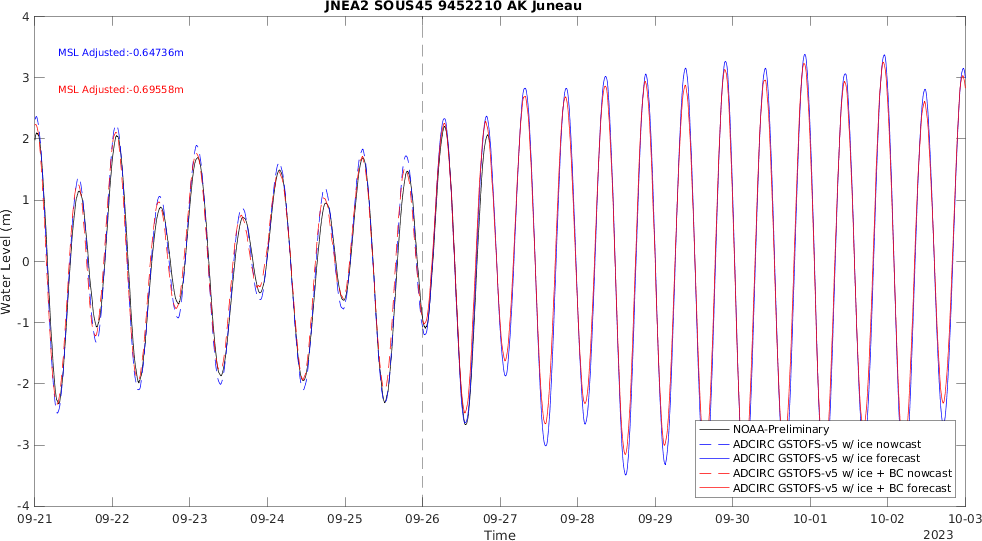 JNEA2 SOUS45 9452210 AK Juneau
4
MSL Adjusted:-0.64736m
3
MSL Adjusted:-0.69558m
2
1
0
-1
-2
-3
-4
Water Level (m)
NOAA-Preliminary
ADCIRC GSTOFS-v5 w/ ice nowcast
ADCIRC GSTOFS-v5 w/ ice forecast
ADCIRC GSTOFS-v5 w/ ice + BC nowcast
ADCIRC GSTOFS-v5 w/ ice + BC forecast
09-21 09-22 09-23 09-24 09-25 09-26 09-27 09-28 09-29 09-30 10-01 10-02 10-03
Time
2023